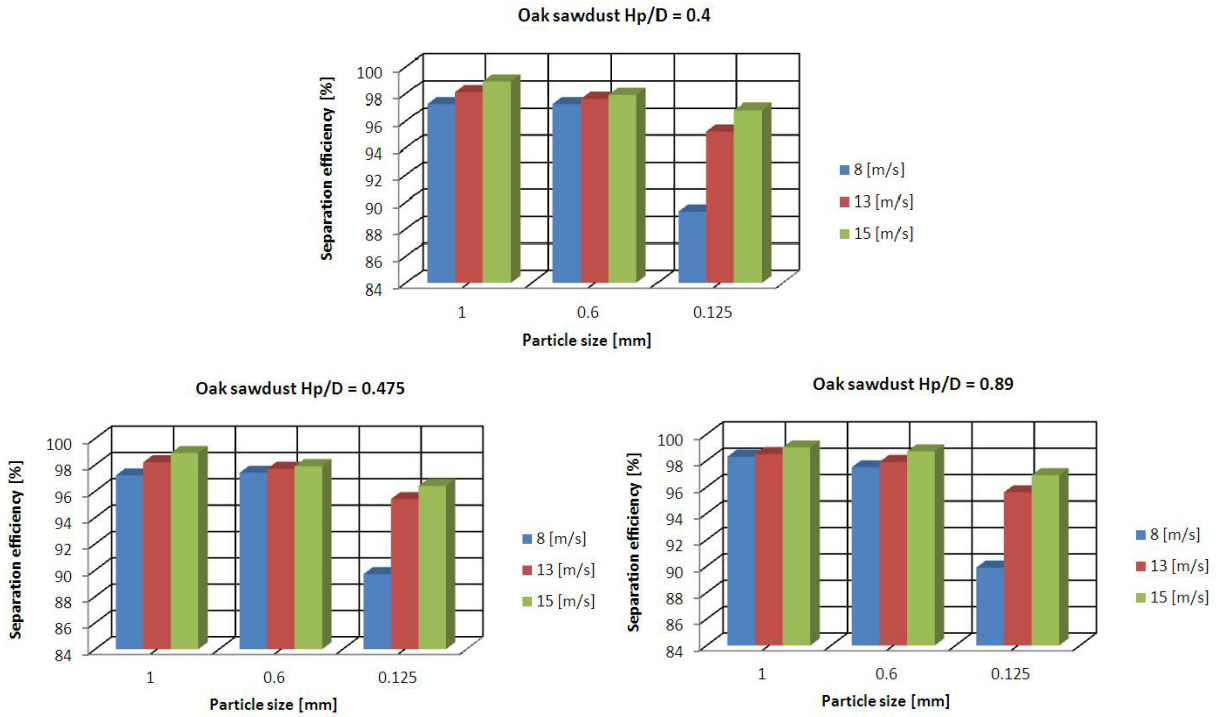 Oak sawdust Hp/D = 0.4
Separation efficiency [%]
100
98
96
94
92
90
88
86
84
1 0.6 0.125
Particle size [mm]
8 [m/s]
13 [m/s]
15 [m/s]
Oak sawdust Hp/D = 0.475
Separation efficiency [%]
100
98
96
94
92
90
88
86
84
1 0.6 0.125
Particle size [mm]
8 [m/s]
13 [m/s]
15 [m/s]
Oak sawdust Hp/D = 0.89
Separation efficiency [%]
100
98
96
94
92
90
88
86
84
1 0.6 0.125
Particle size [mm]
8 [m/s]
13 [m/s]
15 [m/s]